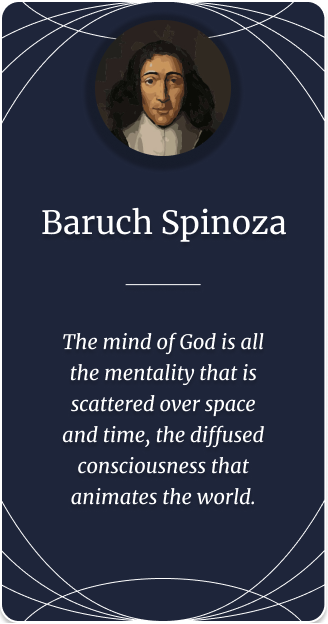 Baruch Spinoza
The mind of God is all
the mentality that is
scattered over space
and time, the diffused
consciousness that
animates the world.